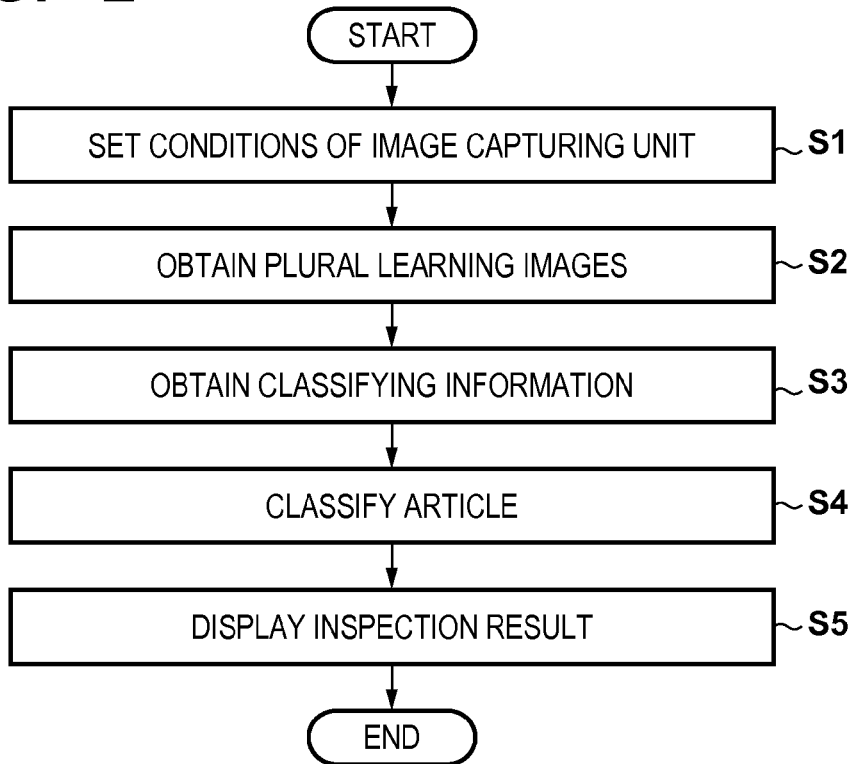 START
SET CONDITIONS OF IMAGE CAPTURING UNIT
S1
OBTAIN PLURAL LEARNING IMAGES
S2
OBTAIN CLASSIFYING INFORMATION
S3
CLASSIFY ARTICLE
S4
DISPLAY INSPECTION RESULT
S5
END